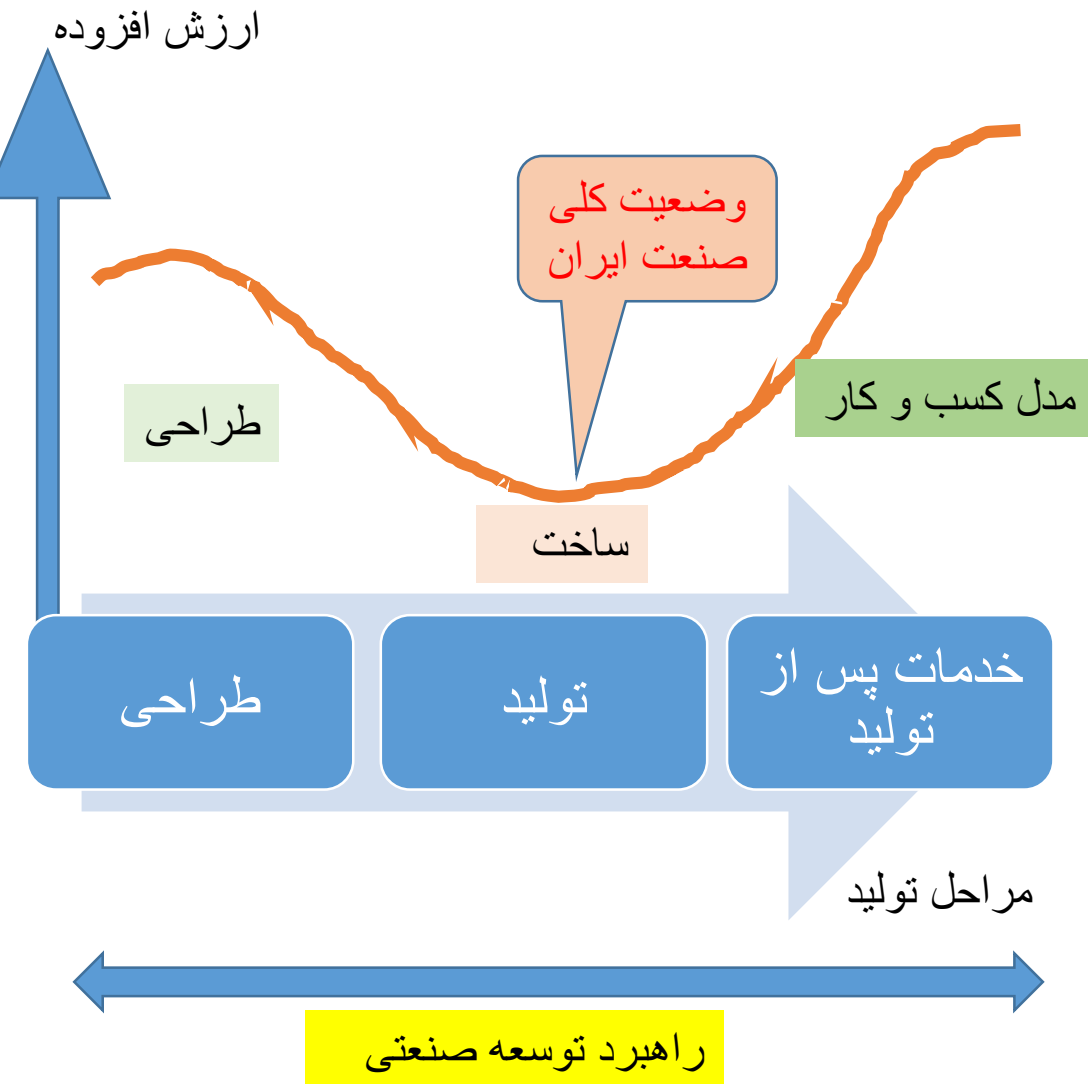 ارزش افزوده
وضعیت کلی
صنعت ایران
مدل کسب و کار
طراحی
ساخت
طراحی
تولید
خدمات پس از
تولید
مراحل تولید
راهبرد توسعه صنعتی